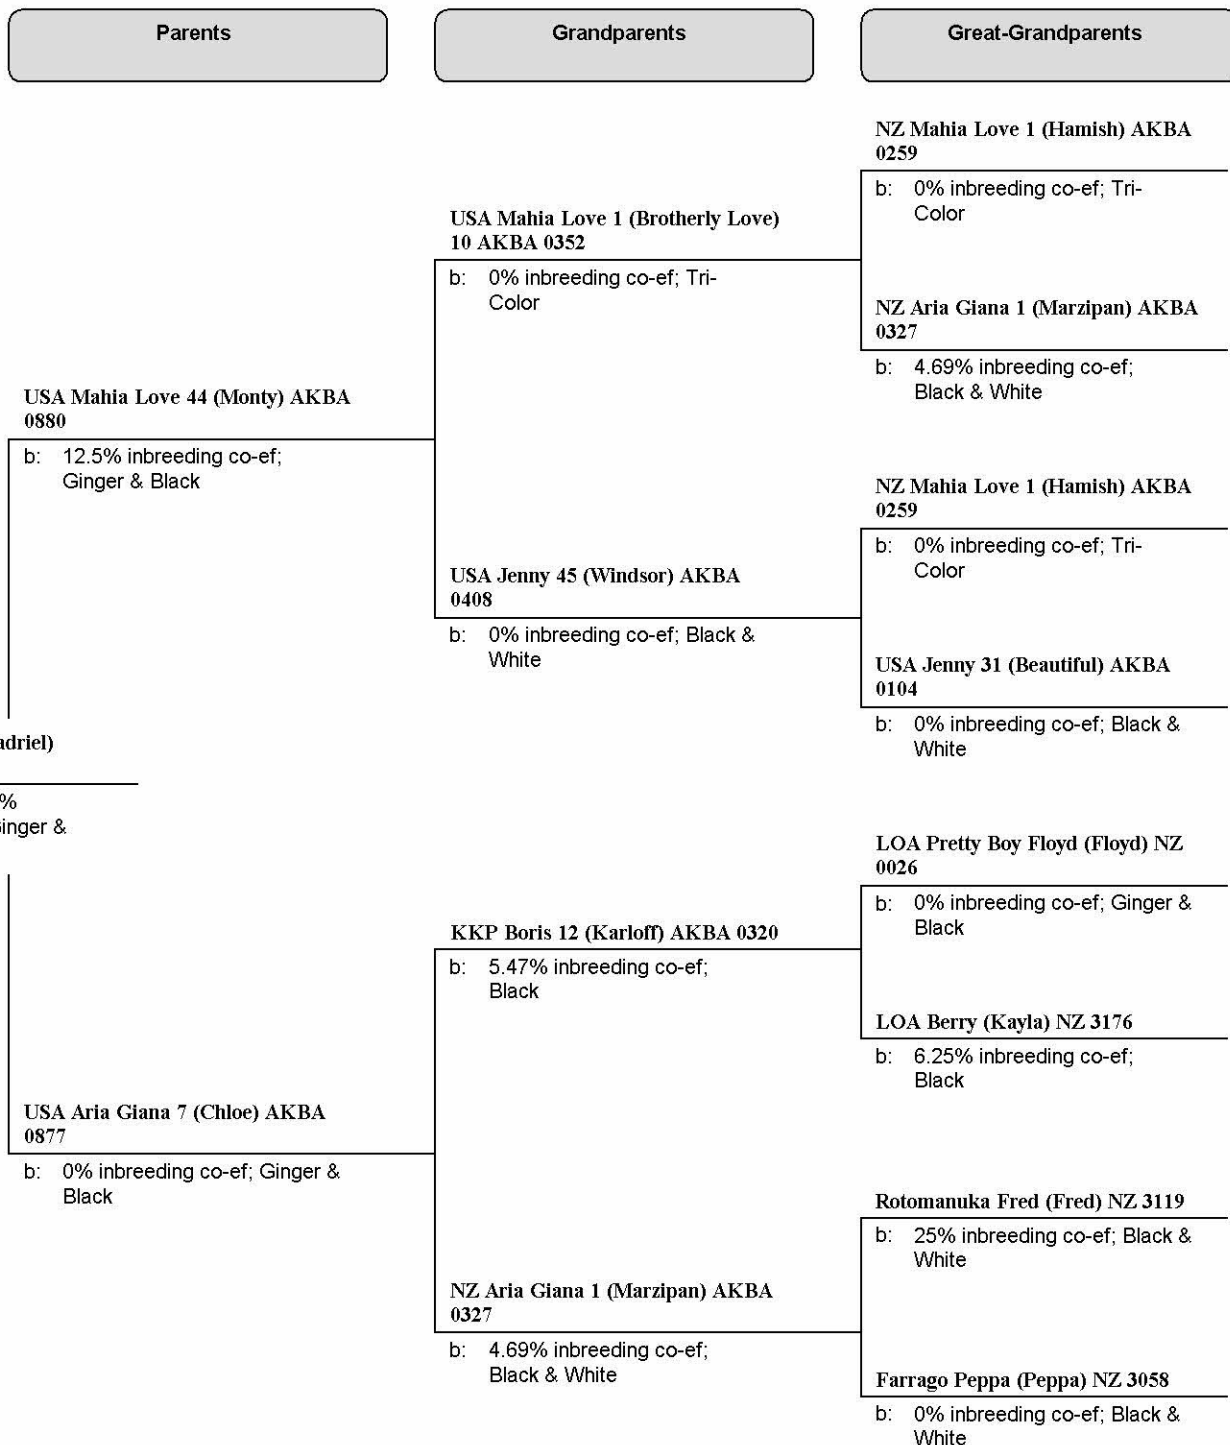 Parents
Grandparents
Great-Grandparents
NZ Mahia Love 1 (Hamish) AKBA
0259
b: 0% inbreeding co-ef; Tri-
Color
USA Mahia Love 1 (Brotherly Love)
10 AKBA 0352
b: 0% inbreeding co-ef; Tri-
Color
NZ Aria Giana 1 (Marzipan) AKBA
0327
b: 4.69% inbreeding co-ef;
Black & White
USA Mahia Love 44 (Monty) AKBA
0880
b: 12.5% inbreeding co-ef;
Ginger & Black
NZ Mahia Love 1 (Hamish) AKBA
0259
b: 0% inbreeding co-ef; Tri-
Color
USA Jenny 45 (Windsor) AKBA
0408
b: 0% inbreeding co-ef; Black &
White
USA Jenny 31 (Beautiful) AKBA
0104
b: 0% inbreeding co-ef; Black &
White
adriel)
%
inger &
LOA Pretty Boy Floyd (Floyd) NZ
0026
b: 0% inbreeding co-ef; Ginger &
Black
KKP Boris 12 (Karloff) AKBA 0320
b: 5.47% inbreeding co-ef;
Black
LOA Berry (Kayla) NZ 3176
b: 6.25% inbreeding co-ef;
Black
USA Aria Giana 7 (Chloe) AKBA
0877
b: 0% inbreeding co-ef; Ginger &
Black
Rotomanuka Fred (Fred) NZ 3119
b: 25% inbreeding co-ef; Black &
White
NZ Aria Giana 1 (Marzipan) AKBA
0327
b: 4.69% inbreeding co-ef;
Black & White
Farrago Peppa (Peppa) NZ 3058
b: 0% inbreeding co-ef; Black &
White